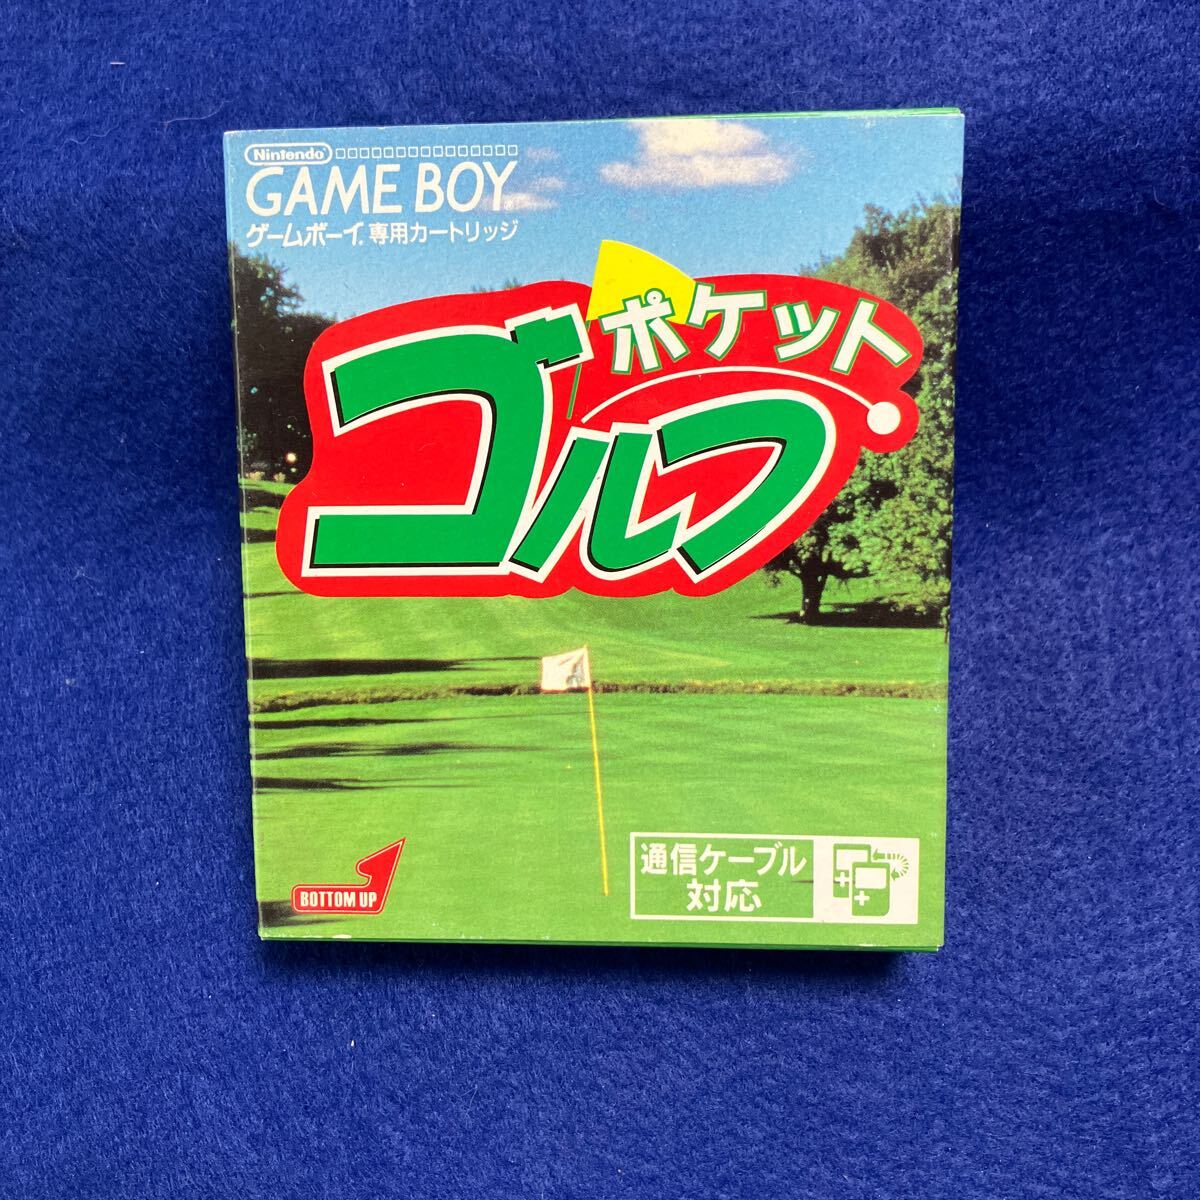 Nintendo
GAME BOY®
ゲームボーイ®専用カートリッジ
ポケット
ゴルフ
BOTTOM UP
通信ケーブル
対応